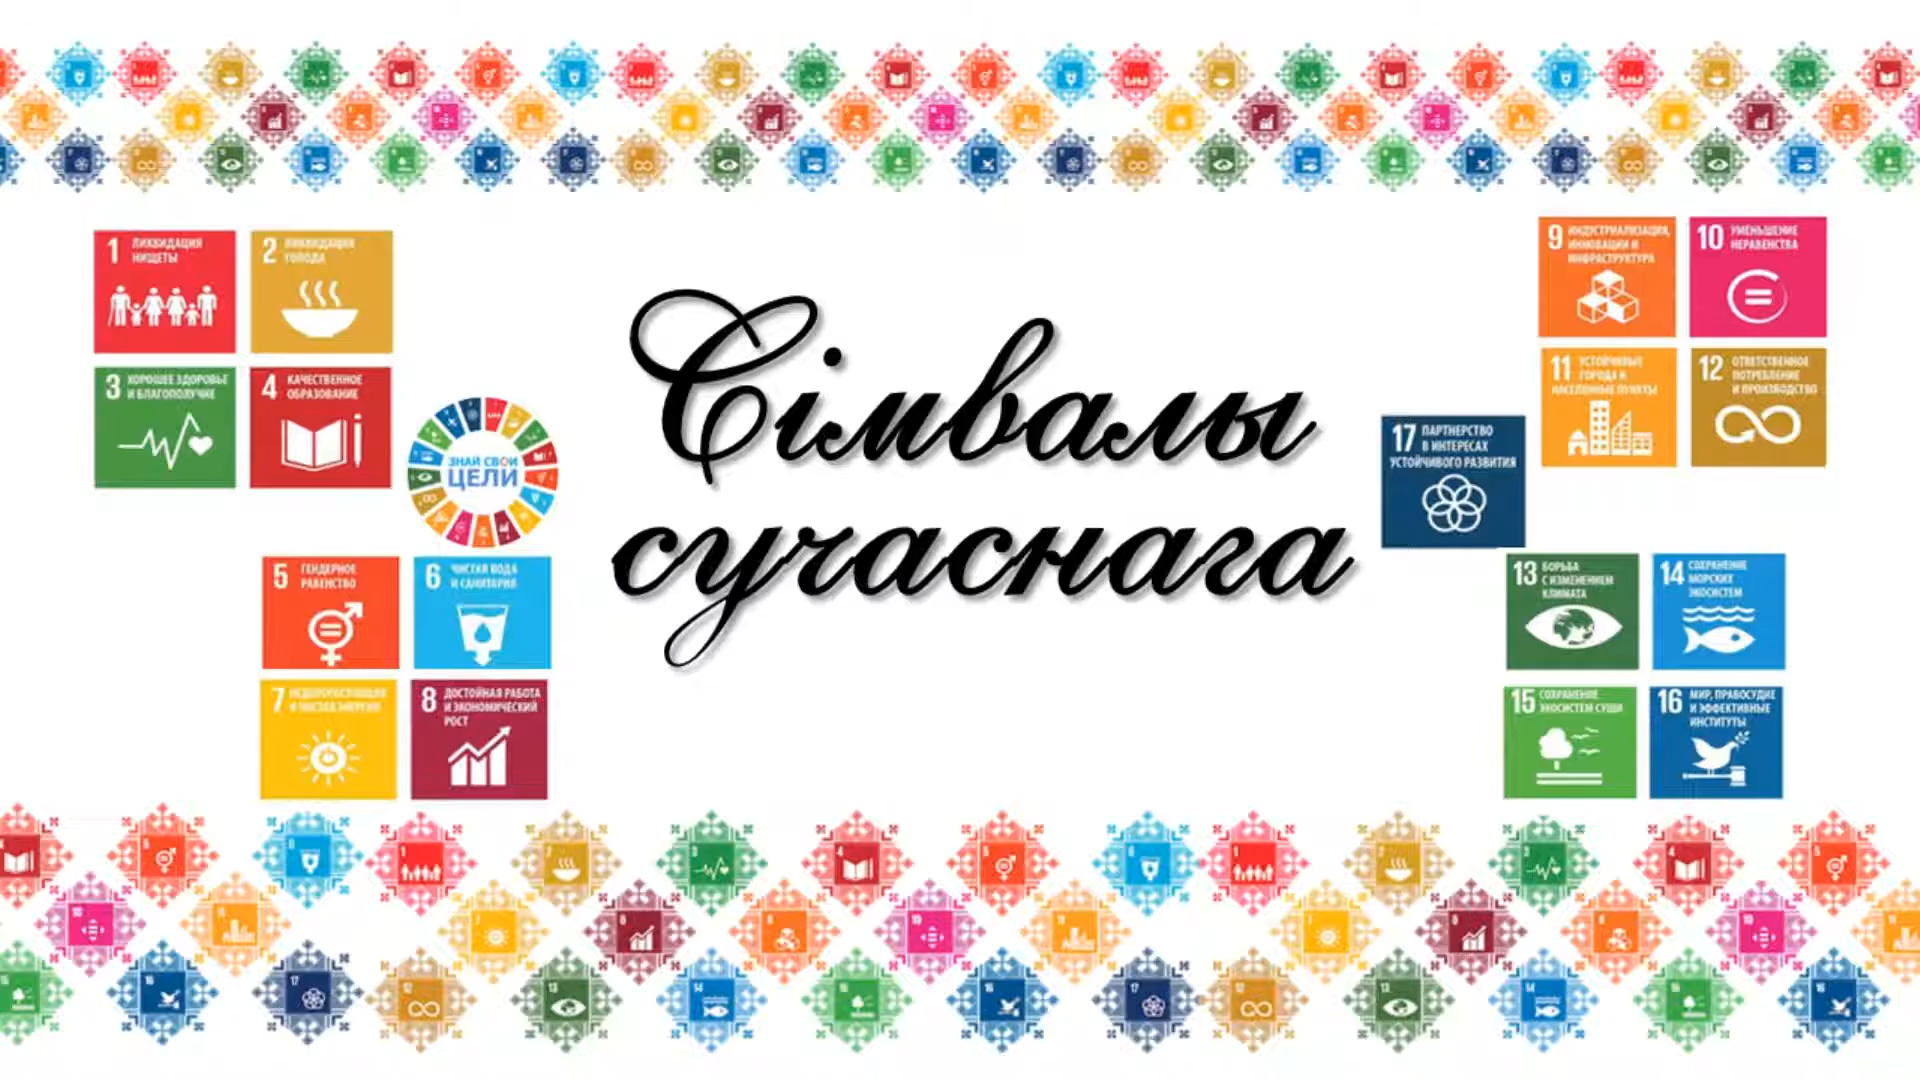 1 ЛИКВИДАЦИЯ
НИЩЕТЫ
2 ЛИКВИДАЦИЯ
ГОЛОДА
3 ХОРОШЕЕ ЗДОРОВЬЕ
И БЛАГОПОЛУЧИЕ
4 КАЧЕСТВЕННОЕ
ОБРАЗОВАНИЕ
ЗНАЙ СВОИ
ЦЕЛИ
5 ГЕНДЕРНОЕ
РАВЕНСТВО
6 ЧИСТАЯ ВОДА
И САНИТАРИЯ
7 НЕДОРОГОСТОЯЩАЯ
И ЧИСТАЯ ЭНЕРГИЯ
8 ДОСТОЙНАЯ РАБОТА
И ЭКОНОМИЧЕСКИЙ
РОСТ
Сімвалы
сучаснага
9 ИНДУСТРИАЛИЗАЦИЯ,
ИННОВАЦИИ И
ИНФРАСТРУКТУРА
10 УМЕНЬШЕНИЕ
НЕРАВЕНСТВА
11 УСТОЙЧИВЫЕ
ГОРОДА И
НАСЕЛЕННЫЕ ПУНКТЫ
12 ОТВЕТСТВЕННОЕ
ПОТРЕБЛЕНИЕ
И ПРОИЗВОДСТВО
17 ПАРТНЕРСТВО
В ИНТЕРЕСАХ
УСТОЙЧИВОГО РАЗВИТИЯ
13 БОРЬБА
С ИЗМЕНЕНИЕМ
КЛИМАТА
14 СОХРАНЕНИЕ
МОРСКИХ
ЭКОСИСТЕМ
15 СОХРАНЕНИЕ
ЭКОСИСТЕМ СУШИ
16 МИР, ПРАВОСУДИЕ
И ЭФФЕКТИВНЫЕ
ИНСТИТУТЫ